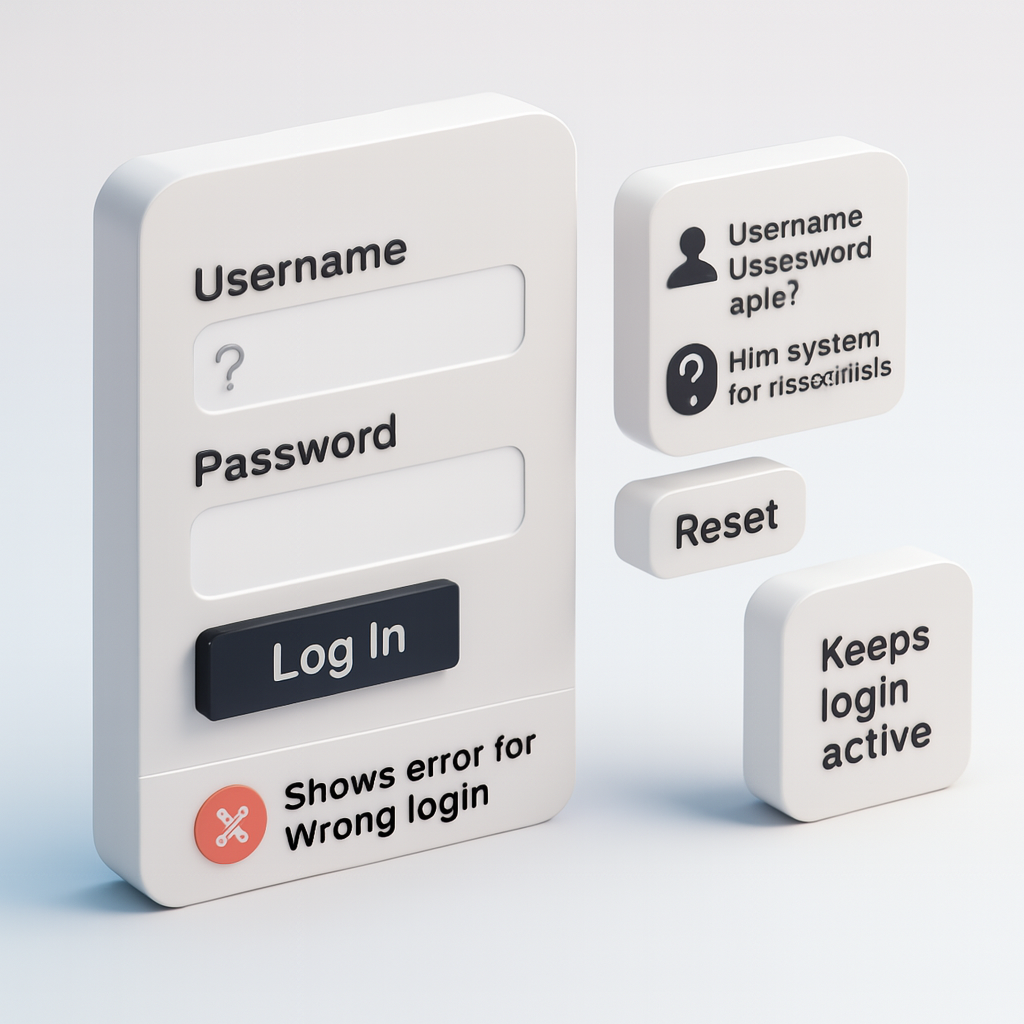 Username
?
Password
Log In
Shows error for
Wrong login
Username
Ussesword
aple?
?
Him system
for
Reset
Keeps
login
active